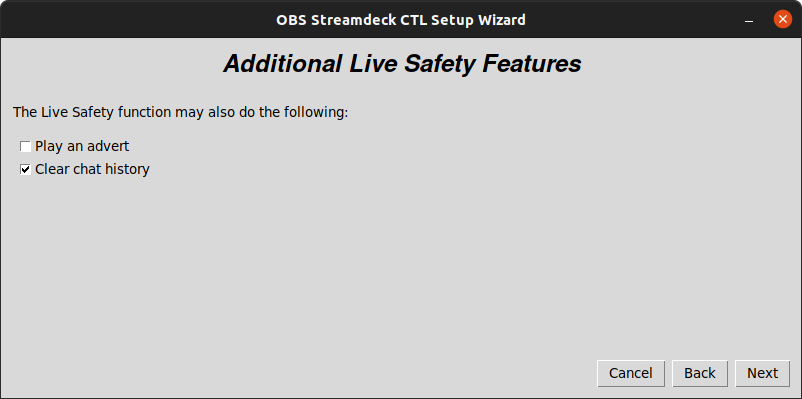 OBS Streamdeck CTL Setup Wizard
Additional Live Safety Features
The Live Safety function may also do the following:
Play an advert
Clear chat history
Cancel Back Next